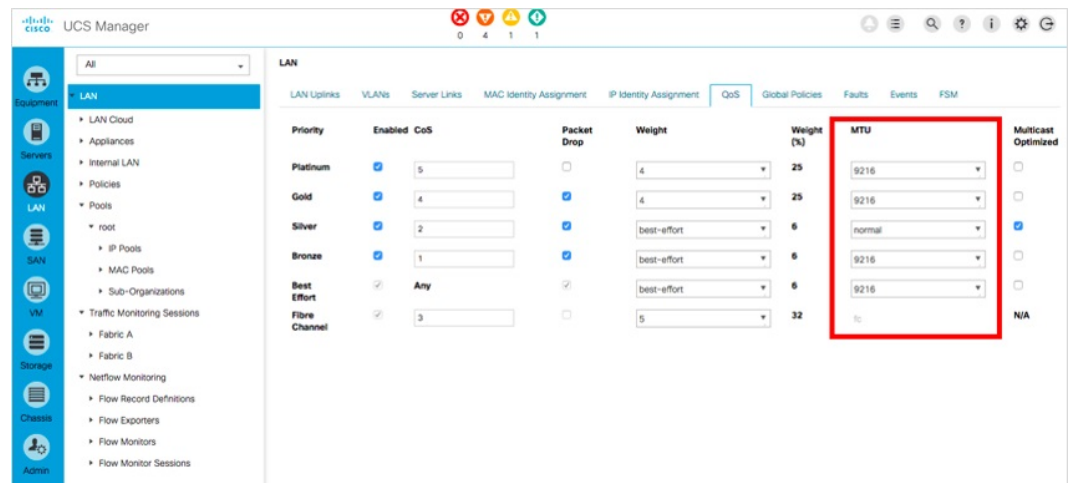 cisco UCS Manager
0 4 1 1
Equipment
Servers
LAN
SAN
VM
Storage
Chassis
Admin
All
LAN
LAN Cloud
Appliances
Internal LAN
Policies
Pools
root
IP Pools
MAC Pools
Sub-Organizations
Traffic Monitoring Sessions
Fabric A
Fabric B
Netflow Monitoring
Flow Record Definitions
Flow Exporters
Flow Monitors
Flow Monitor Sessions
LAN
LAN Uplinks VLANs Server Links MAC Identity Assignment IP Identity Assignment QoS Global Policies Faults Events FSM
Priority Enabled CoS Packet Drop Weight Weight (%) MTU Multicast Optimized
Platinum 5 4 25 9216
Gold 4 4 25 9216
Silver 2 best-effort 6 normal
Bronze 1 best-effort 6 9216
Best Effort Any best-effort 6 9216
Fibre Channel 3 5 32 fc N/A